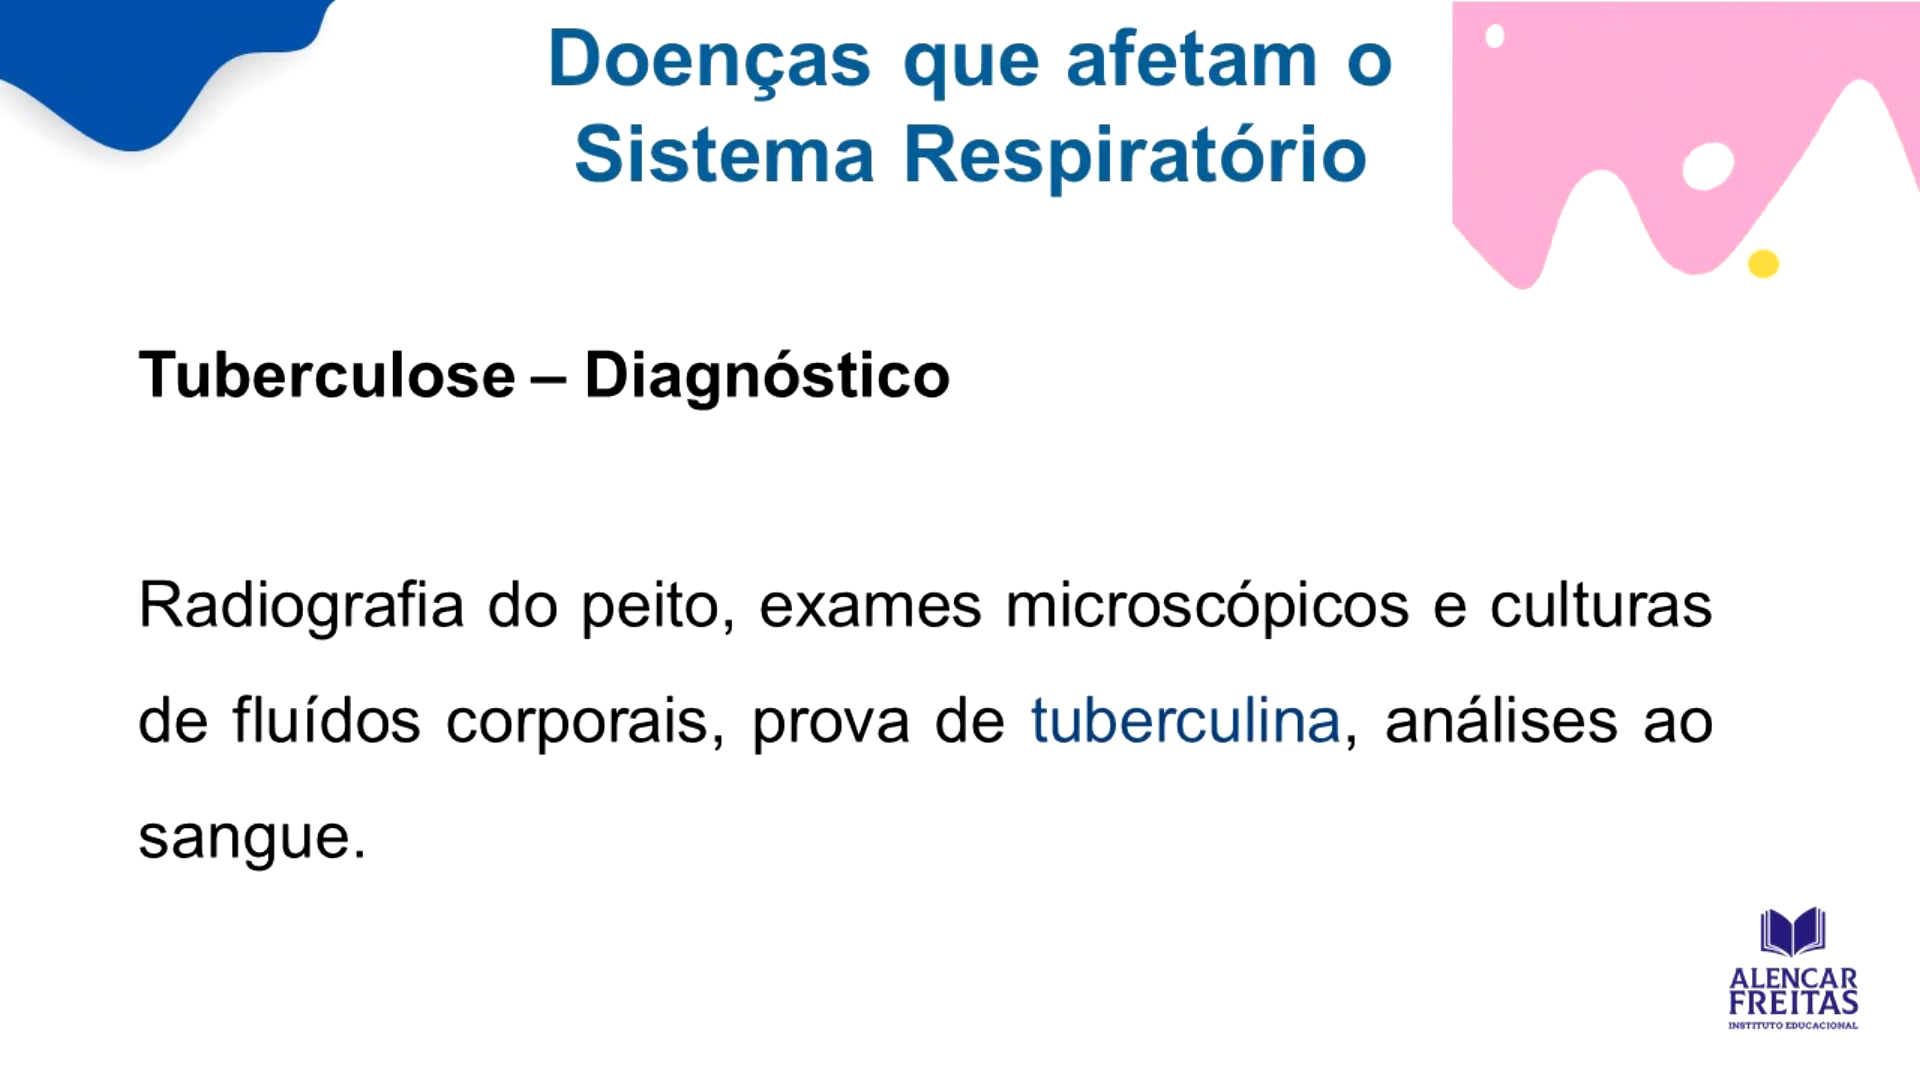 Doenças que afetam o
Sistema Respiratório
Tuberculose – Diagnóstico
Radiografia do peito, exames microscópicos e culturas
de fluídos corporais, prova de tuberculina, análises ao
sangue.
ALENCAR
FREITAS
INSTITUTO EDUCACIONAL